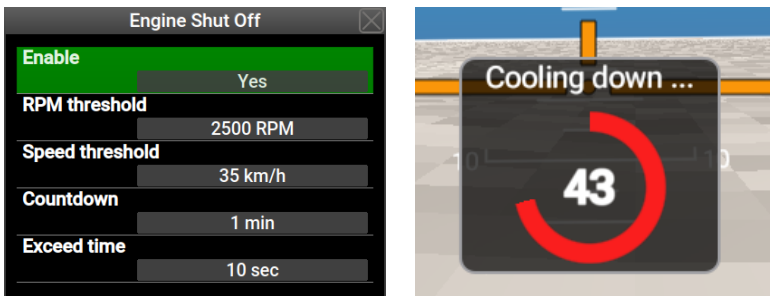 Engine Shut Off
Enable
Yes
RPM threshold
2500 RPM
Speed threshold
35 km/h
Countdown
1 min
Exceed time
10 sec
Cooling down ...
10
10
43